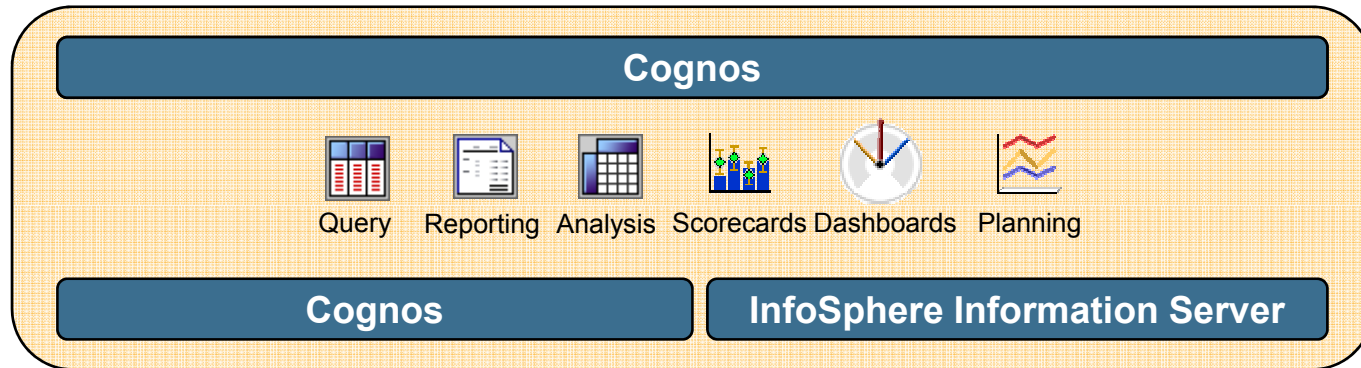 Cognos
Query Reporting Analysis Scorecards Dashboards Planning
Cognos InfoSphere Information Server